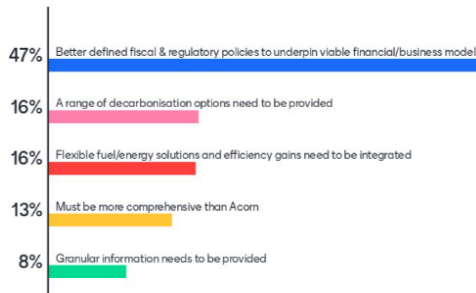 47% Better defined fiscal & regulatory policies to underpin viable financial/business model
16% A range of decarbonisation options need to be provided
16% Flexible fuel/energy solutions and efficiency gains need to be integrated
13% Must be more comprehensive than Acorn
8% Granular information needs to be provided